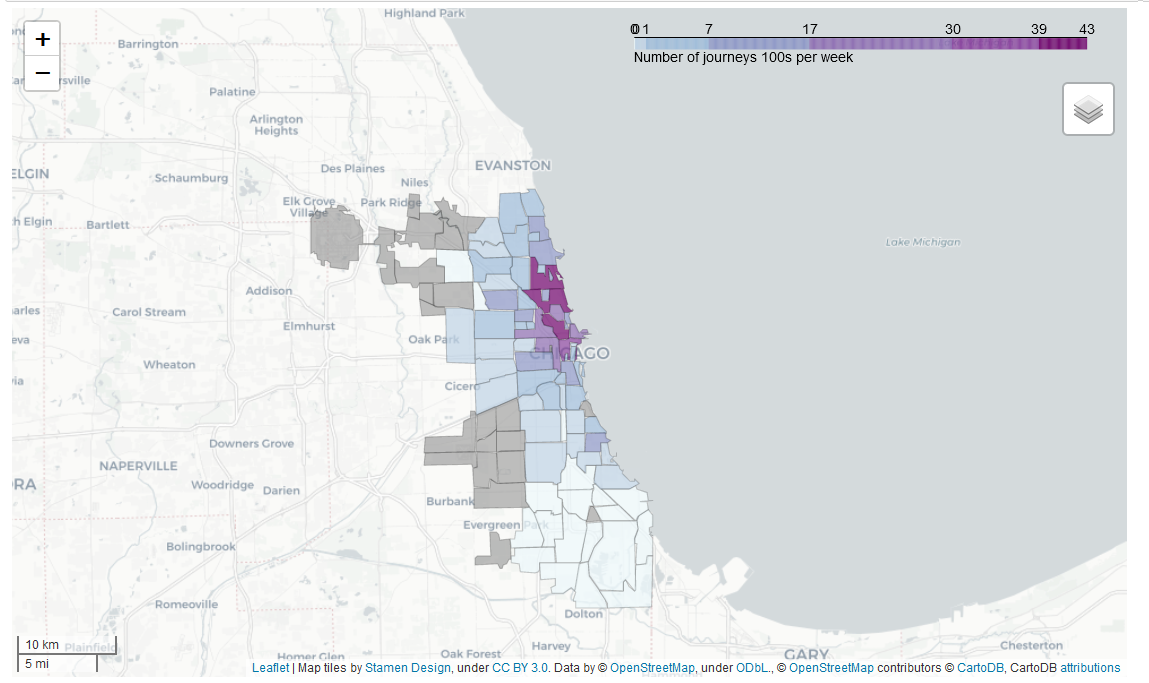 Highland Park
+
0 1 7 17 30 39 43
Barrington
−
Number of journeys 100s per week
Palatine
Arlington
Heights
EVANSTON
Des Plaines
ELGIN
Schaumburg
Niles
Elk Grove
Village
Park Ridge
h Elgin
Bartlett
Lake Michigan
Addison
arles
Carol Stream
Elmhurst
eva
Oak Park
CHICAGO
Wheaton
via
Cicero
Downers Grove
NAPERVILLE
RA
Woodridge
Darien
Burbank
Evergreen Park
Bolingbrook
Romeoville
Dolton
10 km
Plainfield
Harvey
Chesterton
Homer Glen
Oak Forest
GARY
5 mi
Leaflet | Map tiles by Stamen Design, under CC BY 3.0. Data by © OpenStreetMap, under ODbL., © OpenStreetMap contributors © CartoDB, CartoDB attributions